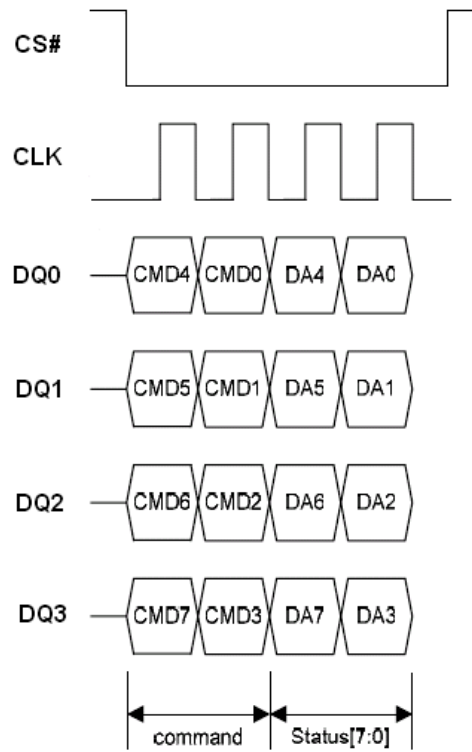 CS#
CLK
DQ0 CMD4 CMD0 DA4 DA0
DQ1 CMD5 CMD1 DA5 DA1
DQ2 CMD6 CMD2 DA6 DA2
DQ3 CMD7 CMD3 DA7 DA3
command Status[7:0]